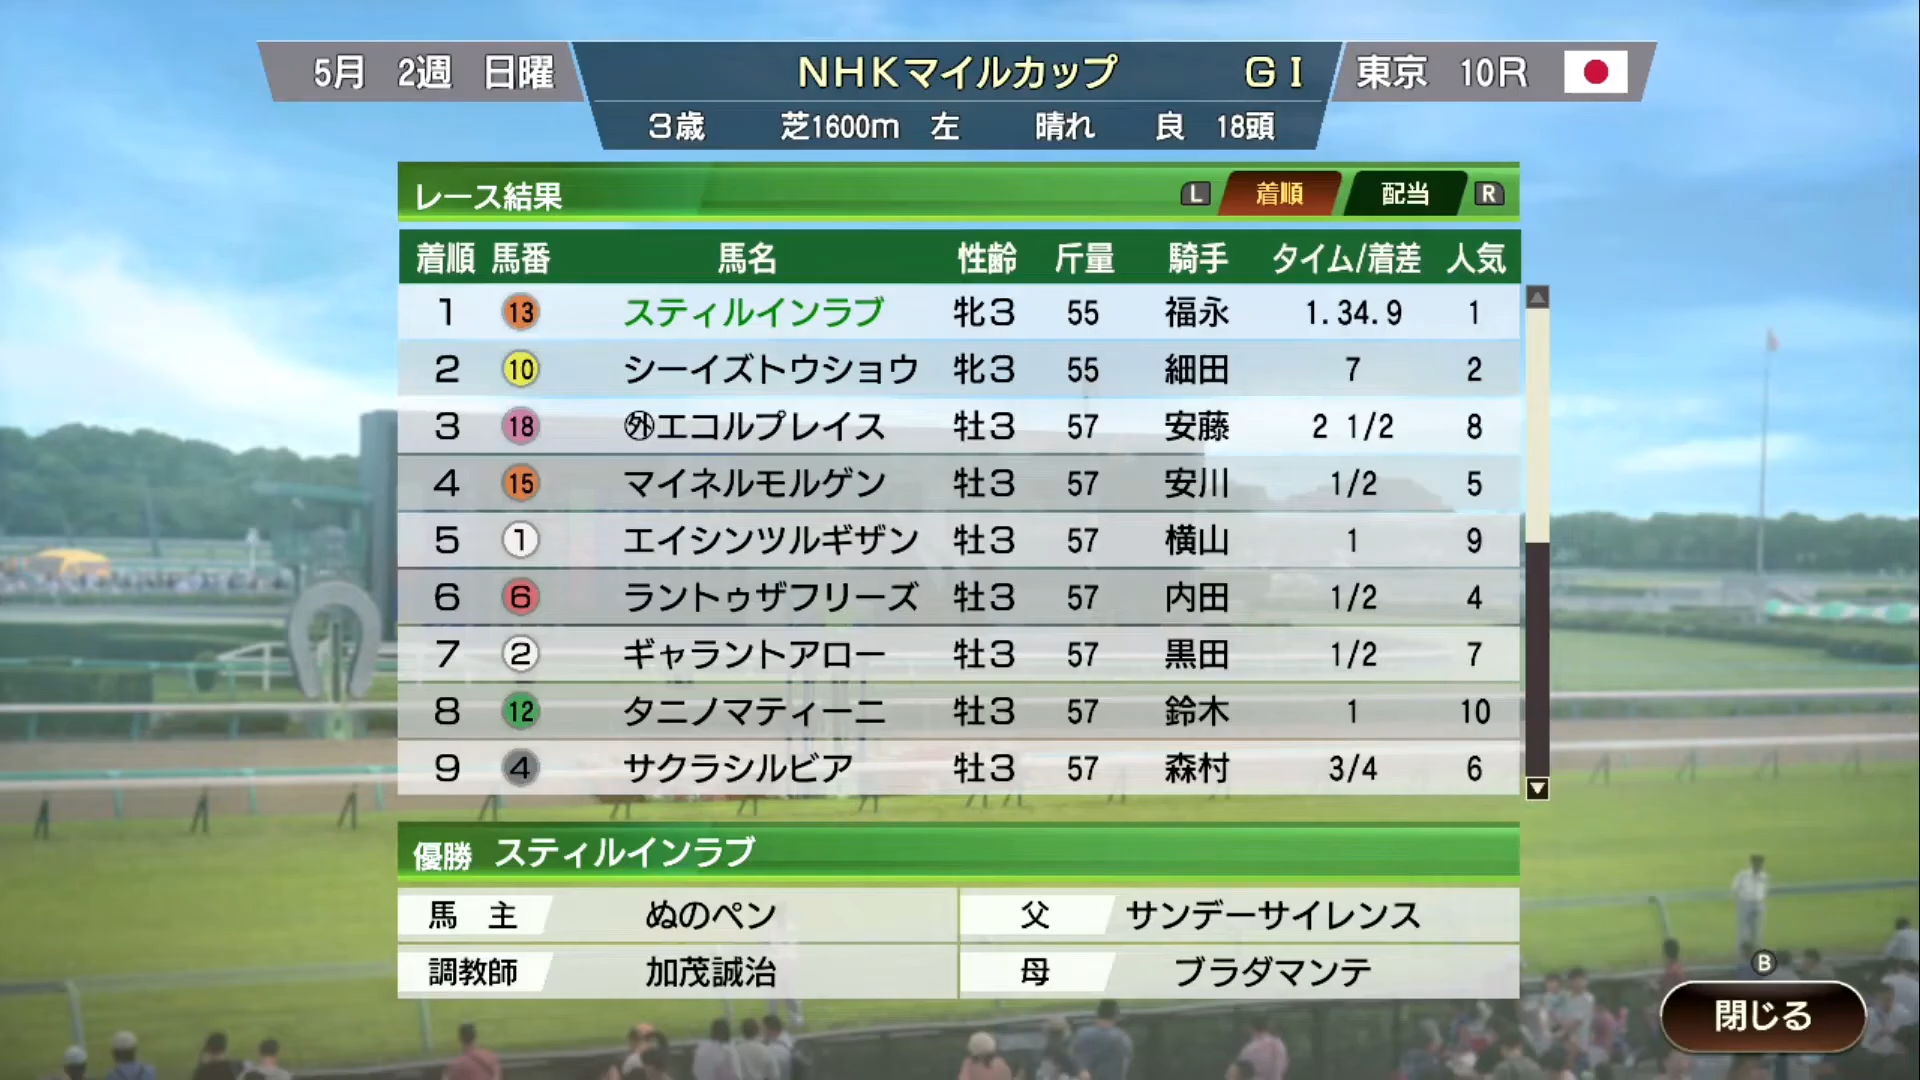 5月 2週 日曜 NHKマイルカップ GⅠ 東京 10R
3歳 芝1600m 左 晴れ 良 18頭
レース結果 L 着順 配当 R
着順 馬番 馬名 性齢 斤量 騎手 タイム/着差 人気
1 13 スティルインラブ 牝3 55 福永 1.34.9 1
2 10 シーイズトウショウ 牝3 55 細田 7 2
3 18 ㊕エコルプレイス 牡3 57 安藤 2 1/2 8
4 15 マイネルモルゲン 牡3 57 安川 1/2 5
5 1 エイシンツルギザン 牡3 57 横山 1 9
6 6 ラントゥザフリーズ 牡3 57 内田 1/2 4
7 2 ギャラントアロー 牡3 57 黒田 1/2 7
8 12 タニノマティーニ 牡3 57 鈴木 1 10
9 4 サクラシルビア 牡3 57 森村 3/4 6
優勝 スティルインラブ
馬主 ぬのペン 父 サンデーサイレンス
調教師 加茂誠治 母 ブラダマンテ
B
閉じる